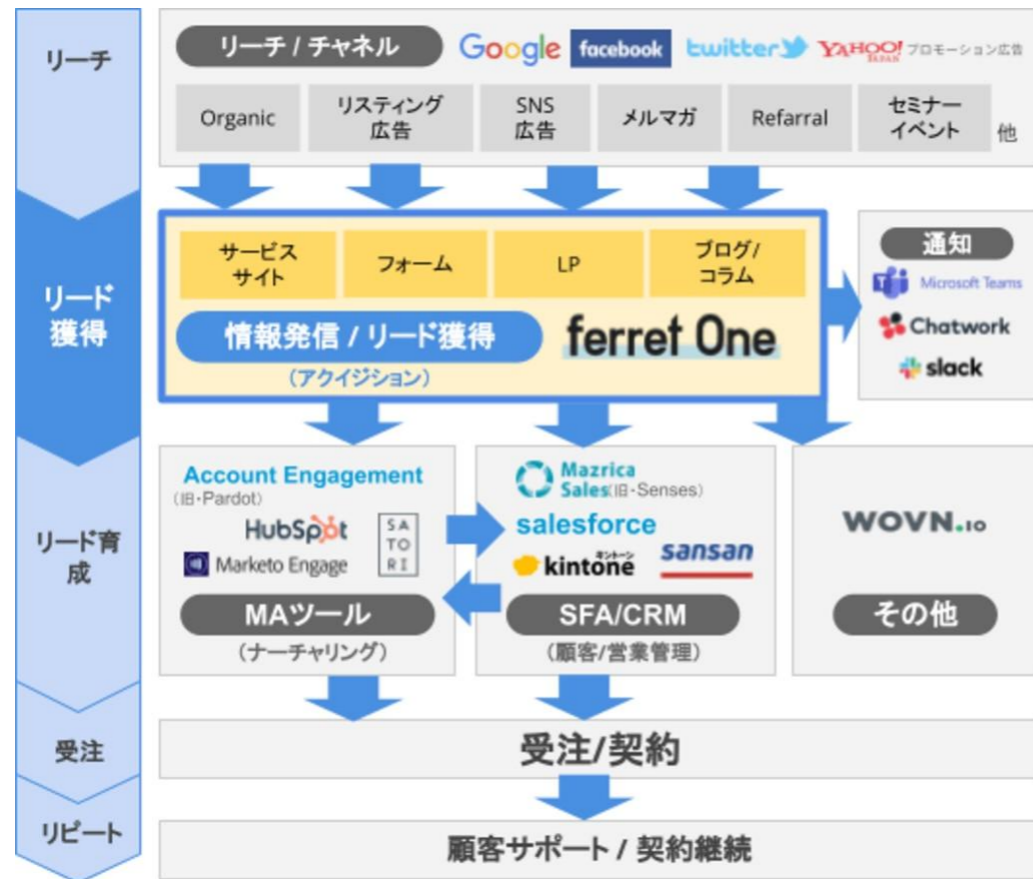 リーチ
リーチ / チャネル
Google
facebook
twitter
YAHOO!
JAPAN
プロモーション広告
Organic
リスティング
広告
SNS
広告
メルマガ
Refarral
セミナー
イベント
他
リード
獲得
サービス
サイト
フォーム
LP
ブログ/
コラム
情報発信 / リード獲得
(アクイジション)
ferret One
通知
Microsoft Teams
Chatwork
slack
リード育
成
Account Engagement
(旧・Pardot)
HubSpot
SA
TO
RI
Marketo Engage
MAツール
(ナーチャリング)
Mazrica
Sales(旧・Senses)
salesforce
キントーン
kintone
sansan
SFA/CRM
(顧客/営業管理)
WOVN.io
その他
受注
受注/契約
リピート
顧客サポート / 契約継続